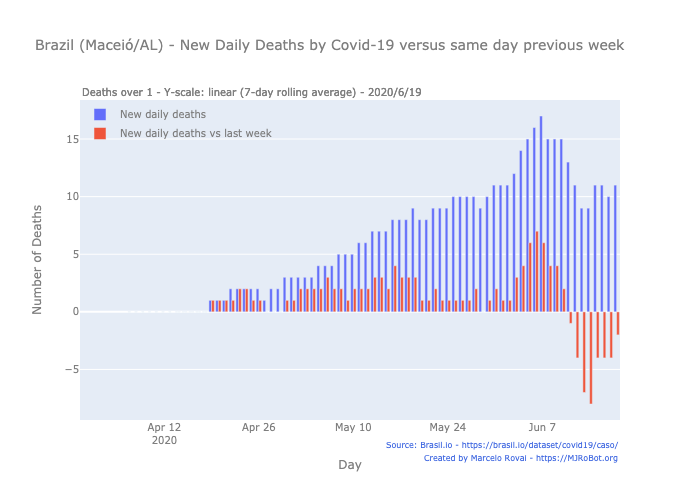 Brazil (Maceió/AL) - New Daily Deaths by Covid-19 versus same day previous week
Deaths over 1 - Y-scale: linear (7-day rolling average) - 2020/6/19
New daily deaths
New daily deaths vs last week
Number of Deaths
15
10
5
0
−5
Apr 12 Apr 26 May 10 May 24 Jun 7
2020
Day
Source: Brasil.io - https://brasil.io/dataset/covid19/caso/
Created by Marcelo Rovai - https://MJRoBot.org